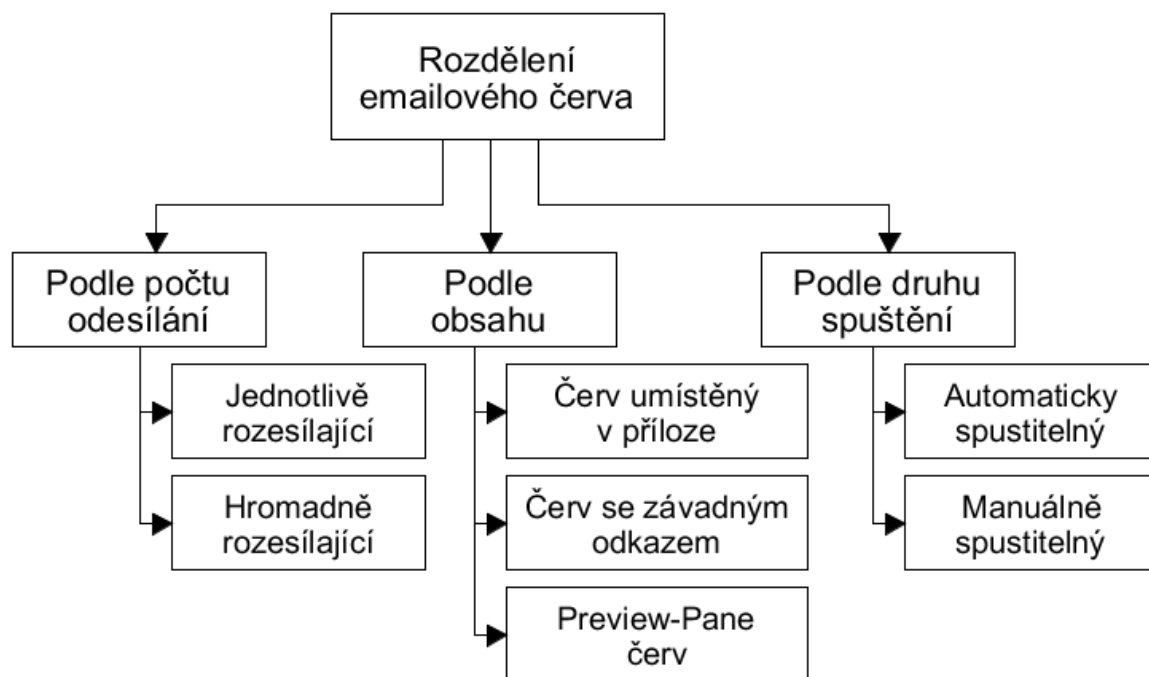 Rozdělení
emailového červa
Podle počtu
odesílání
Jednotlivě
rozesílající
Hromadně
rozesílající
Podle
obsahu
Červ umístěný
v příloze
Červ se závadným
odkazem
Preview-Pane
červ
Podle druhu
spuštění
Automaticky
spustitelný
Manuálně
spustitelný